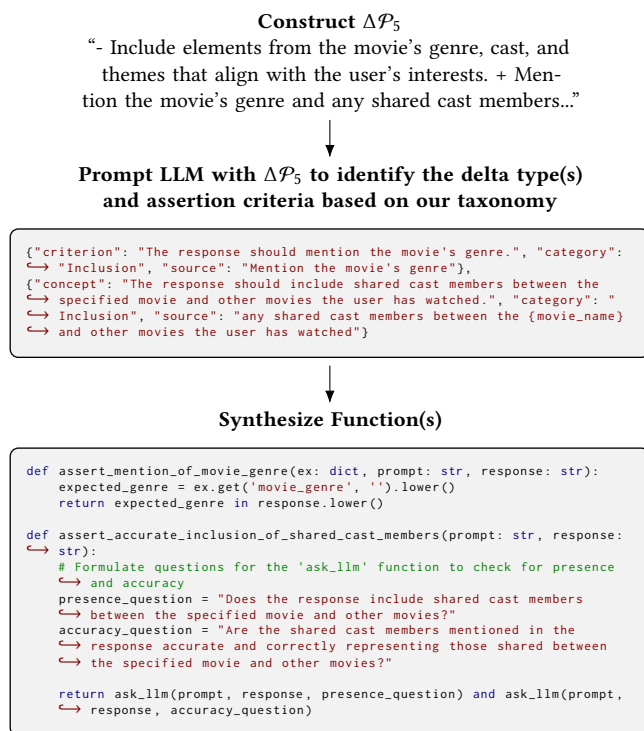 Construct Δ𝒫₅
“- Include elements from the movie’s genre, cast, and
themes that align with the user’s interests. + Men-
tion the movie’s genre and any shared cast members...”
Prompt LLM with Δ𝒫₅ to identify the delta type(s)
and assertion criteria based on our taxonomy
{"criterion": "The response should mention the movie's genre.", "category":
↪ "Inclusion", "source": "Mention the movie's genre"},
{"concept": "The response should include shared cast members between the
↪ specified movie and other movies the user has watched.", "category": "
↪ Inclusion", "source": "any shared cast members between the {movie_name}
↪ and other movies the user has watched"}
Synthesize Function(s)
def assert_mention_of_movie_genre(ex: dict, prompt: str, response: str):
    expected_genre = ex.get('movie_genre', '').lower()
    return expected_genre in response.lower()
def assert_accurate_inclusion_of_shared_cast_members(prompt: str, response:
↪ str):
    # Formulate questions for the 'ask_llm' function to check for presence
    ↪ and accuracy
    presence_question = "Does the response include shared cast members
    ↪ between the specified movie and other movies?"
    accuracy_question = "Are the shared cast members mentioned in the
    ↪ response accurate and correctly representing those shared between
    ↪ the specified movie and other movies?"
    return ask_llm(prompt, response, presence_question) and ask_llm(prompt,
    ↪ response, accuracy_question)